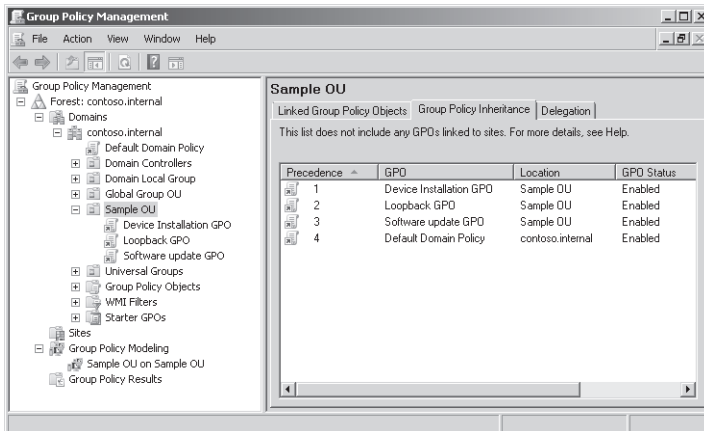 Group Policy Management
File Action View Window Help
Group Policy Management
Forest: contoso.internal
Domains
contoso.internal
Default Domain Policy
Domain Controllers
Domain Local Group
Global Group OU
Sample OU
Device Installation GPO
Loopback GPO
Software update GPO
Universal Groups
Group Policy Objects
WMI Filters
Starter GPOs
Sites
Group Policy Modeling
Sample OU on Sample OU
Group Policy Results
Sample OU
Linked Group Policy Objects Group Policy Inheritance Delegation
This list does not include any GPOs linked to sites. For more details, see Help.
Precedence GPO Location GPO Status
1 Device Installation GPO Sample OU Enabled
2 Loopback GPO Sample OU Enabled
3 Software update GPO Sample OU Enabled
4 Default Domain Policy contoso.internal Enabled